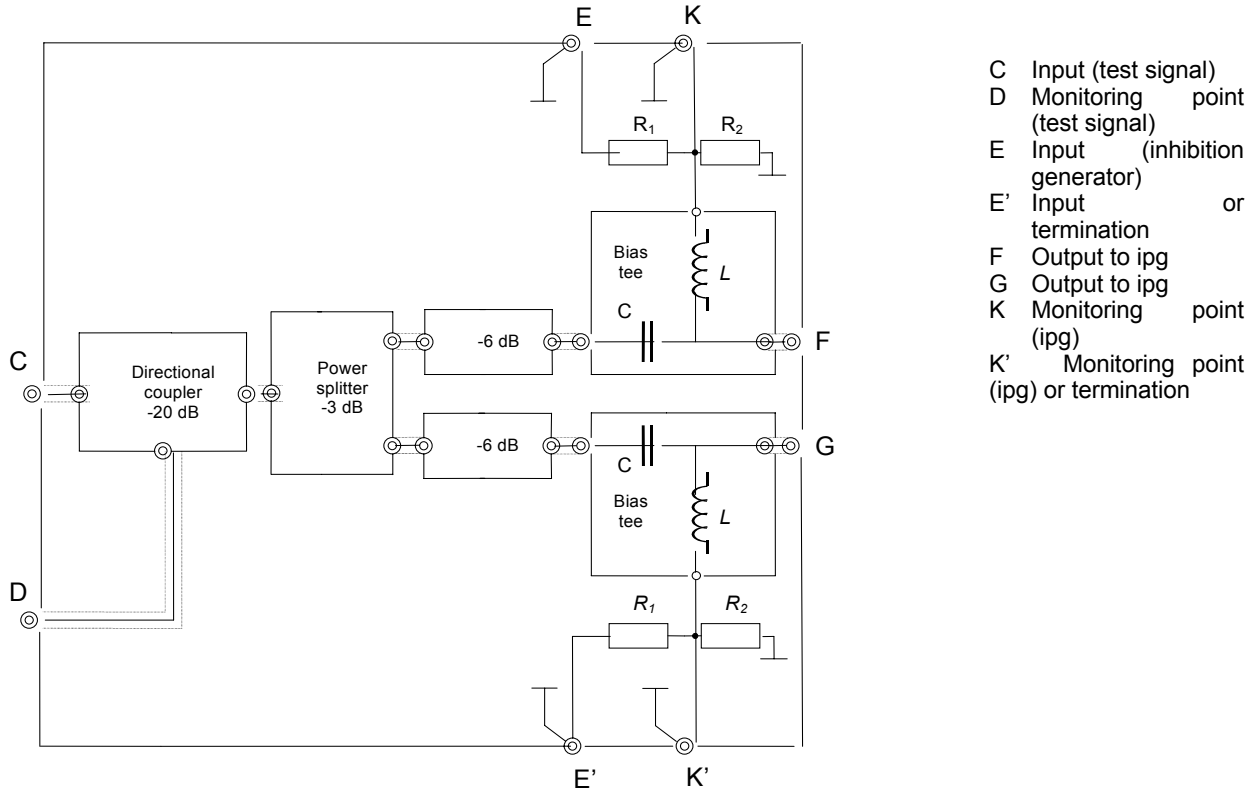 E
K
R1
R2
Bias
tee
L
C
-6 dB
F
C
Directional
coupler
-20 dB
Power
splitter
-3 dB
-6 dB
G
C
Bias
tee
L
D
R1
R2
E’
K’
C Input (test signal)
D Monitoring point
(test signal)
E Input (inhibition
generator)
E’ Input or
termination
F Output to ipg
G Output to ipg
K Monitoring point
(ipg)
K’ Monitoring point
(ipg) or termination